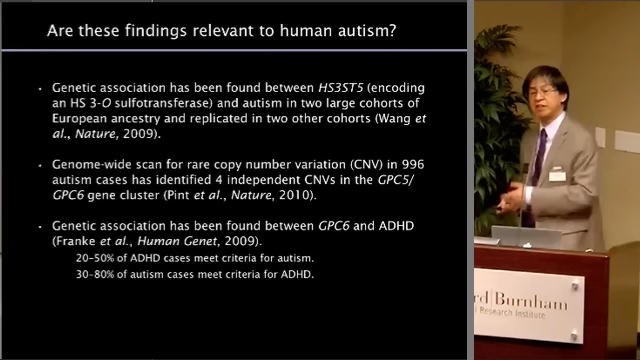 Are these findings relevant to human autism?
• Genetic association has been found between HS3ST5 (encoding
an HS 3-O sulfotransferase) and autism in two large cohorts of
European ancestry and replicated in two other cohorts (Wang et
al., Nature, 2009).
• Genome-wide scan for rare copy number variation (CNV) in 996
autism cases has identified 4 independent CNVs in the GPC5/
GPC6 gene cluster (Pint et al., Nature, 2010).
• Genetic association has been found between GPC6 and ADHD
(Franke et al., Human Genet, 2009).
20-50% of ADHD cases meet criteria for autism.
30-80% of autism cases meet criteria for ADHD.
rd Burnham
Research Institute